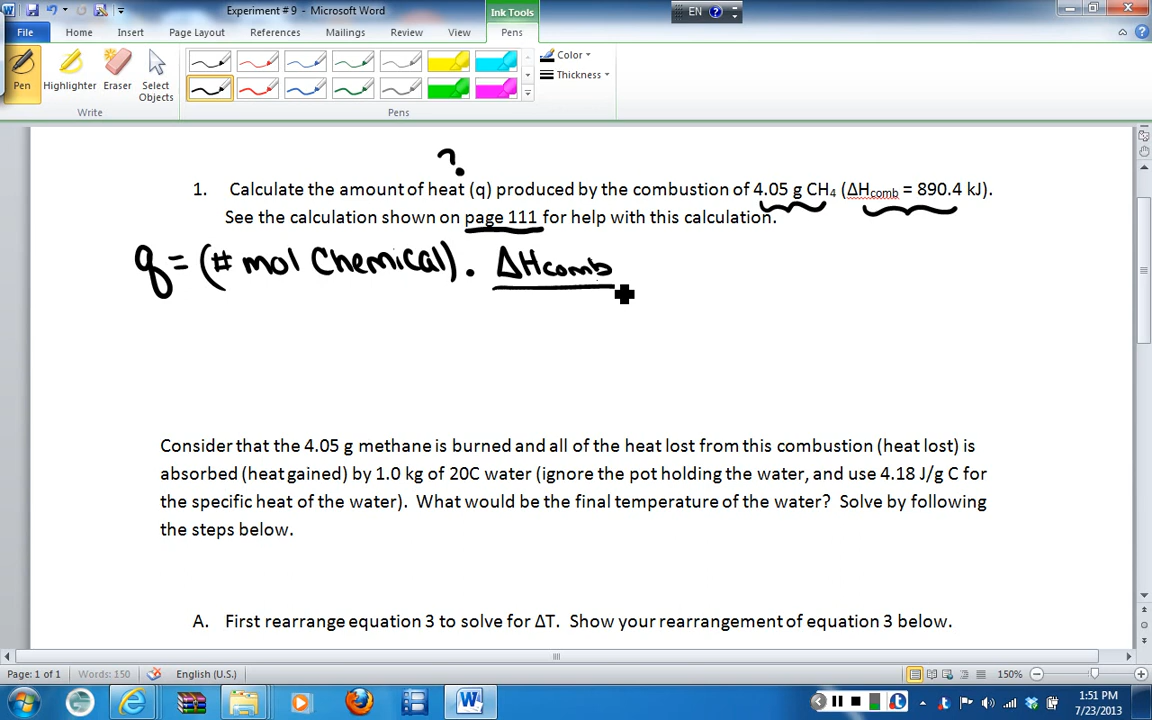 Experiment # 9 - Microsoft Word
Ink Tools
EN
File Home Insert Page Layout References Mailings Review View Pens
Pen Highlighter Eraser Select Objects
Color
Thickness
Write Pens
?
1. Calculate the amount of heat (q) produced by the combustion of 4.05 g CH₄ (ΔHcomb = 890.4 kJ).
See the calculation shown on page 111 for help with this calculation.
q = (# mol Chemical) · ΔHcomb
Consider that the 4.05 g methane is burned and all of the heat lost from this combustion (heat lost) is
absorbed (heat gained) by 1.0 kg of 20C water (ignore the pot holding the water, and use 4.18 J/g C for
the specific heat of the water). What would be the final temperature of the water? Solve by following
the steps below.
A. First rearrange equation 3 to solve for ΔT. Show your rearrangement of equation 3 below.
Page: 1 of 1 Words: 150 English (U.S.) 150%
1:51 PM
7/23/2013